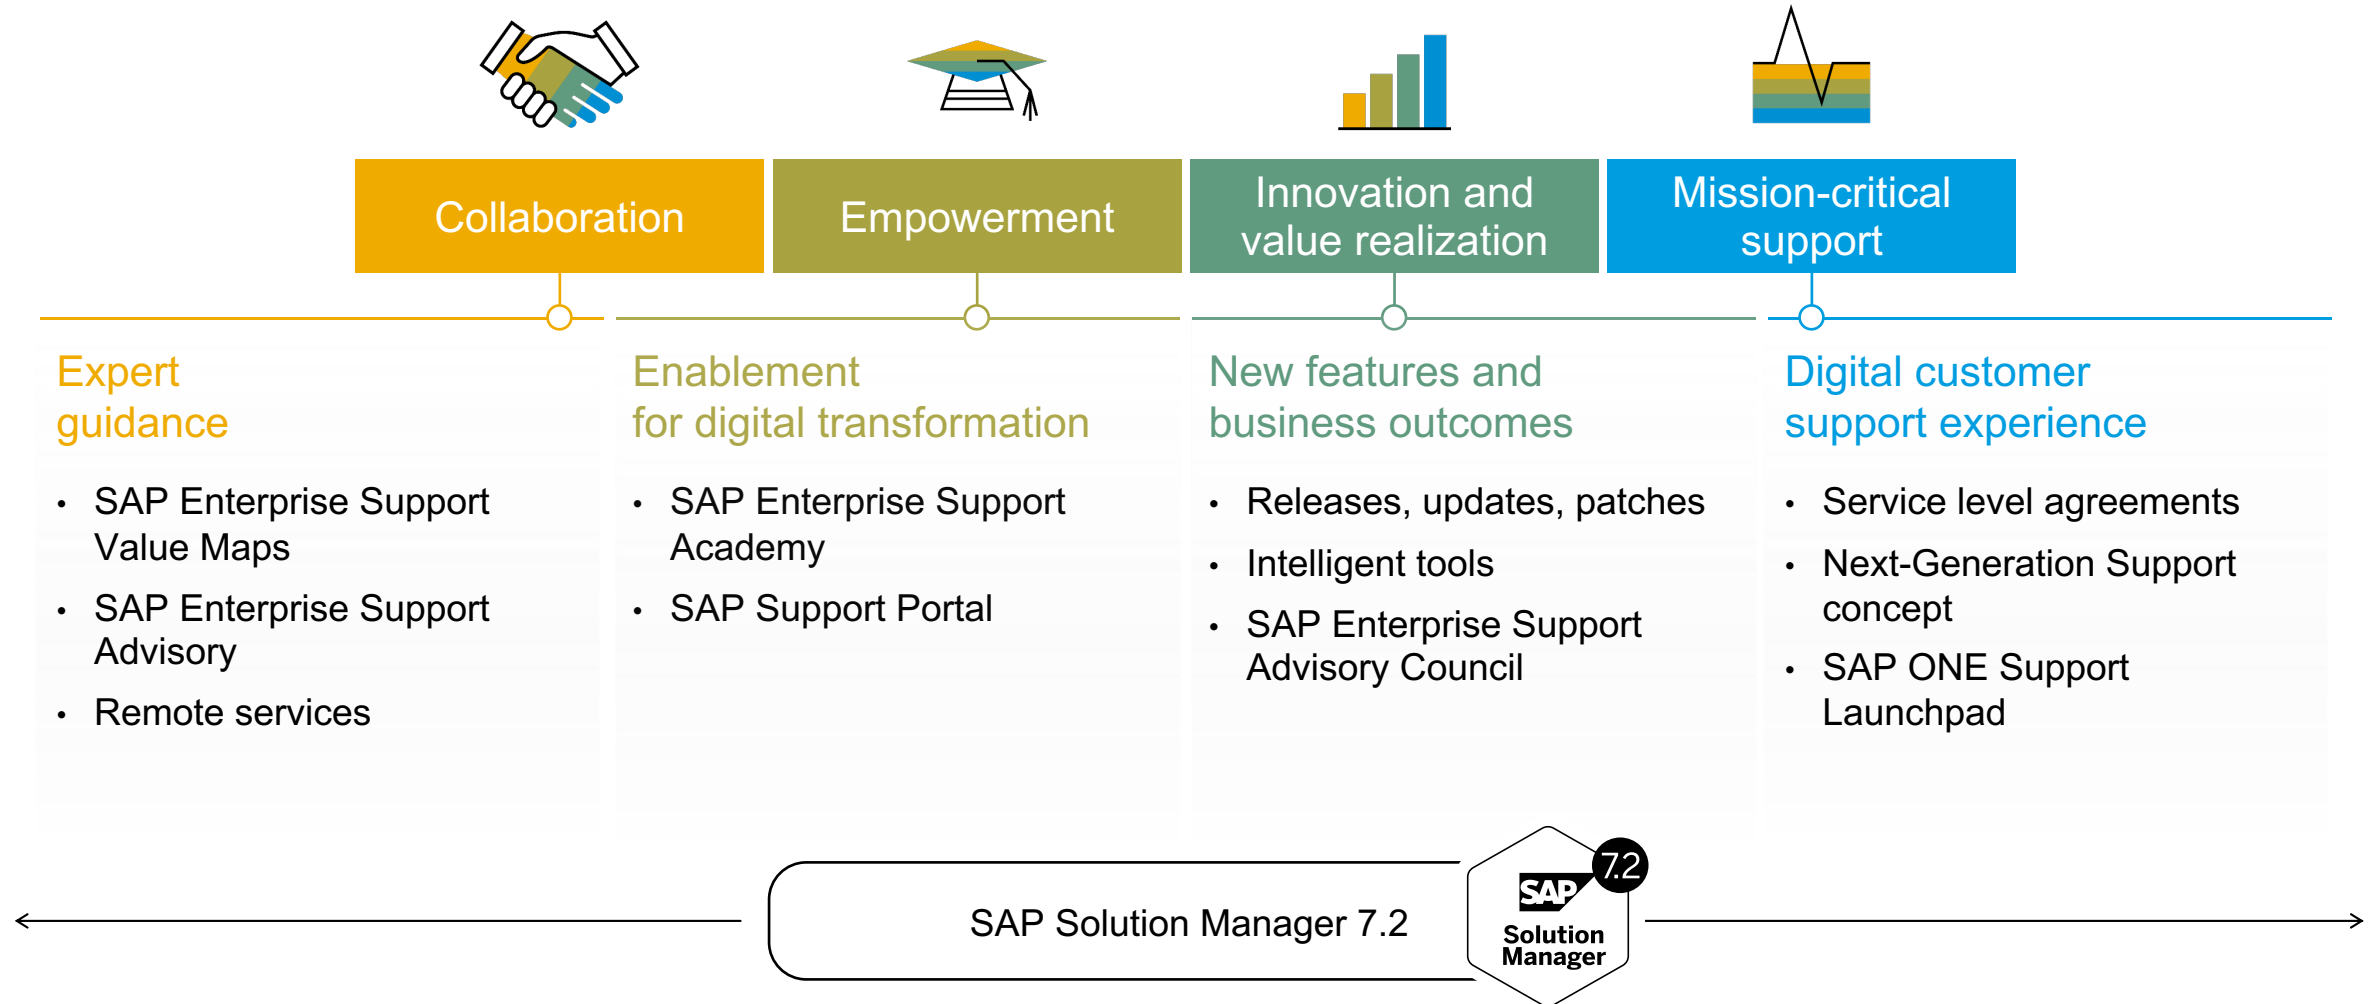 Collaboration
Empowerment
Innovation and
value realization
Mission-critical
support
Expert
guidance
• SAP Enterprise Support
Value Maps
• SAP Enterprise Support
Advisory
• Remote services
Enablement
for digital transformation
• SAP Enterprise Support
Academy
• SAP Support Portal
New features and
business outcomes
• Releases, updates, patches
• Intelligent tools
• SAP Enterprise Support
Advisory Council
Digital customer
support experience
• Service level agreements
• Next-Generation Support
concept
• SAP ONE Support
Launchpad
SAP Solution Manager 7.2
7.2
SAP
Solution
Manager